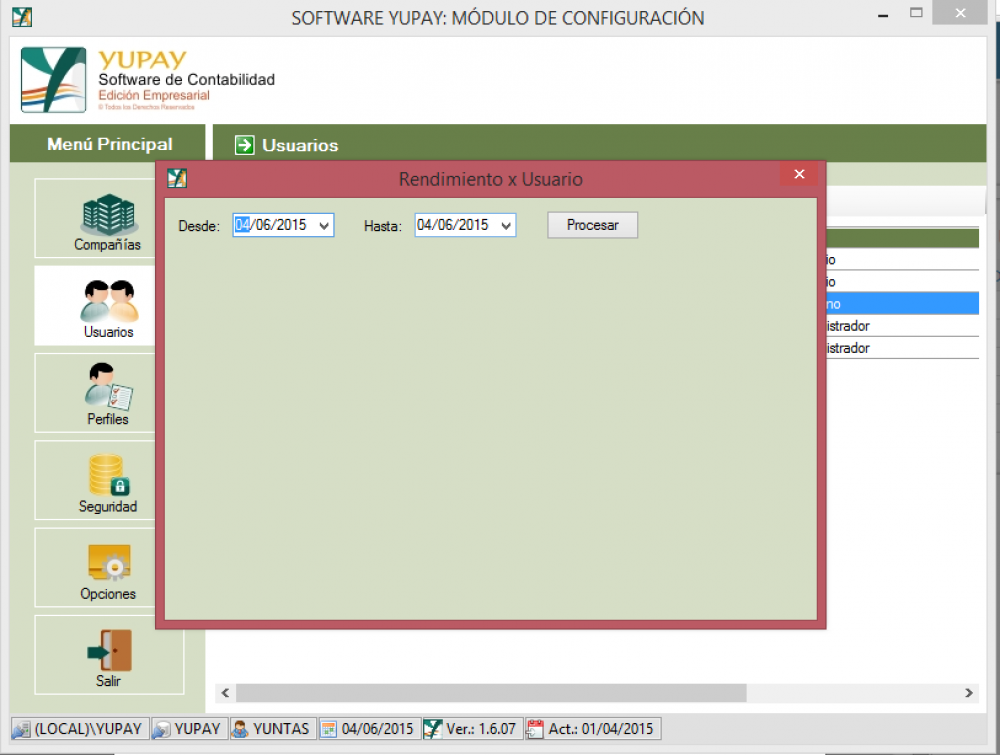 SOFTWARE YUPAY: MÓDULO DE CONFIGURACIÓN
YUPAY
Software de Contabilidad
Edición Empresarial
© Todos los Derechos Reservados
Menú Principal
Usuarios
Rendimiento x Usuario
Desde: 04/06/2015 Hasta: 04/06/2015 Procesar
Compañías
Usuarios
Perfiles
Seguridad
Opciones
Salir
io
io
no
istrador
istrador
(LOCAL)\YUPAY YUPAY YUNTAS 04/06/2015 Ver.: 1.6.07 Act.: 01/04/2015